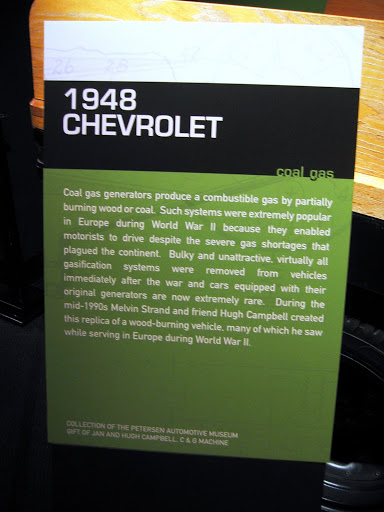 26 28 12
1948
CHEVROLET
coal gas
Coal gas generators produce a combustible gas by partially
burning wood or coal. Such systems were extremely popular
in Europe during World War II because they enabled
motorists to drive despite the severe gas shortages that
plagued the continent. Bulky and unattractive, virtually all
gasification systems were removed from vehicles
immediately after the war and cars equipped with their
original generators are now extremely rare. During the
mid-1990s Melvin Strand and friend Hugh Campbell created
this replica of a wood-burning vehicle, many of which he saw
while serving in Europe during World War II.
COLLECTION OF THE PETERSEN AUTOMOTIVE MUSEUM
GIFT OF JAN AND HUGH CAMPBELL, C & G MACHINE